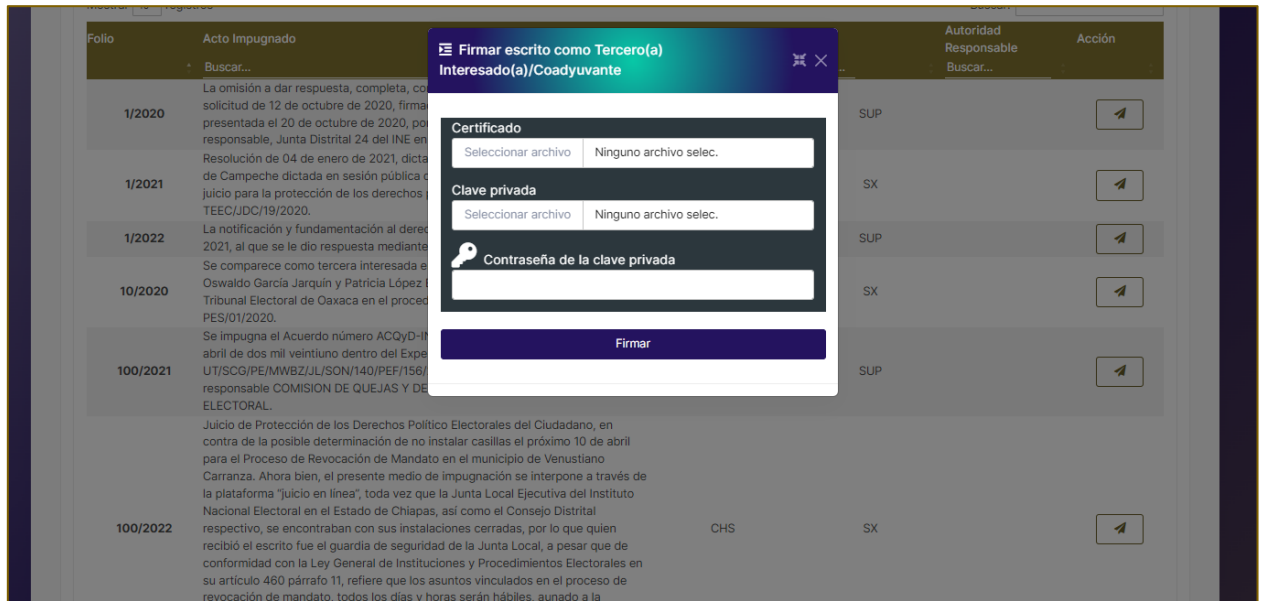 Folio
Acto Impugnado
Autoridad
Responsable
Acción
Buscar...
Buscar...
Firmar escrito como Tercero(a)
Interesado(a)/Coadyuvante
Certificado
Seleccionar archivo Ninguno archivo selec.
Clave privada
Seleccionar archivo Ninguno archivo selec.
Contraseña de la clave privada
Firmar
1/2020
La omisión a dar respuesta, completa,
solicitud de 12 de octubre de 2020,
presentada el 20 de octubre de 2020,
responsable, Junta Distrital 24 del INE en
SUP
1/2021
Resolución de 04 de enero de 2021,
de Campeche dictada en sesión pública
juicio para la protección de los derechos
TEEC/JDC/19/2020.
SX
1/2022
La notificación y fundamentación al
2021, al que se le dio respuesta mediante
SUP
10/2020
Se comparece como tercera interesada
Oswaldo García Jarquín y Patricia López
Tribunal Electoral de Oaxaca en el
PES/01/2020.
SX
100/2021
Se impugna el Acuerdo número
abril de dos mil veintiuno dentro del
UT/SCG/PE/MWBZ/JL/SON/140/PEF/156/
responsable COMISION DE QUEJAS Y
ELECTORAL.
SUP
100/2022
Juicio de Protección de los Derechos Político Electorales del Ciudadano, en
contra de la posible determinación de no instalar casillas el próximo 10 de abril
para el Proceso de Revocación de Mandato en el municipio de Venustiano
Carranza. Ahora bien, el presente medio de impugnación se interpone a través de
la plataforma "juicio en línea", toda vez que la Junta Local Ejecutiva del Instituto
Nacional Electoral en el Estado de Chiapas, así como el Consejo Distrital
respectivo, se encontraban con sus instalaciones cerradas, por lo que quien
recibió el escrito fue el guardia de seguridad de la Junta Local, a pesar que de
conformidad con la Ley General de Instituciones y Procedimientos Electorales en
su artículo 460 párrafo 11, refiere que los asuntos vinculados en el proceso de
revocación de mandato, todos los días y horas serán hábiles, aunado a la
CHS
SX